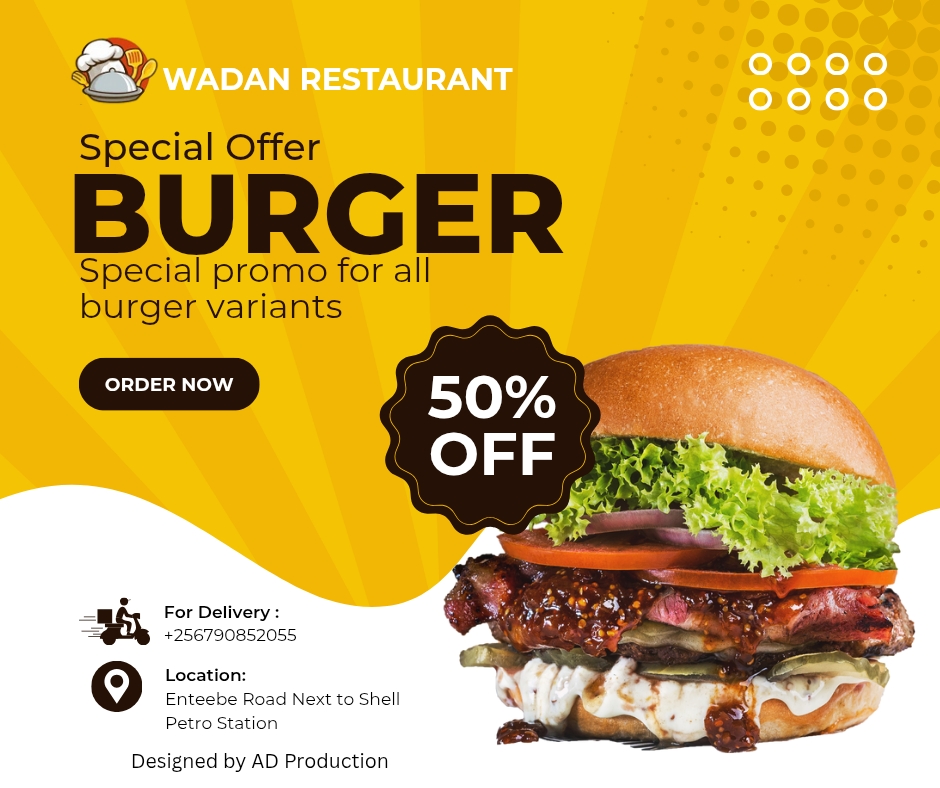 WADAN RESTAURANT
Special Offer
BURGER
Special promo for all
burger variants
ORDER NOW
50%
OFF
For Delivery :
+256790852055
Location:
Enteebe Road Next to Shell
Petro Station
Designed by AD Production